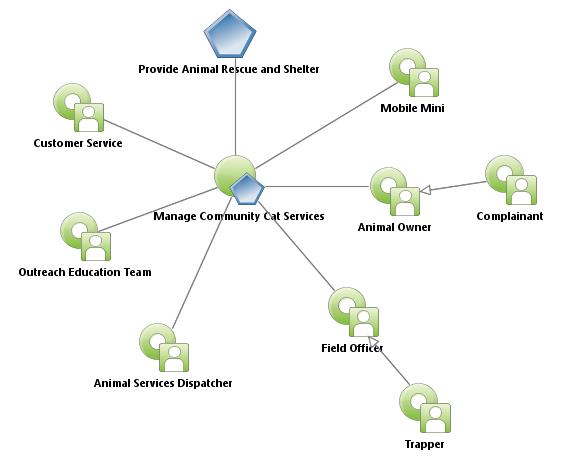 Provide Animal Rescue and Shelter
Mobile Mini
Customer Service
Manage Community Cat Services
Animal Owner
Complainant
Outreach Education Team
Field Officer
Animal Services Dispatcher
Trapper